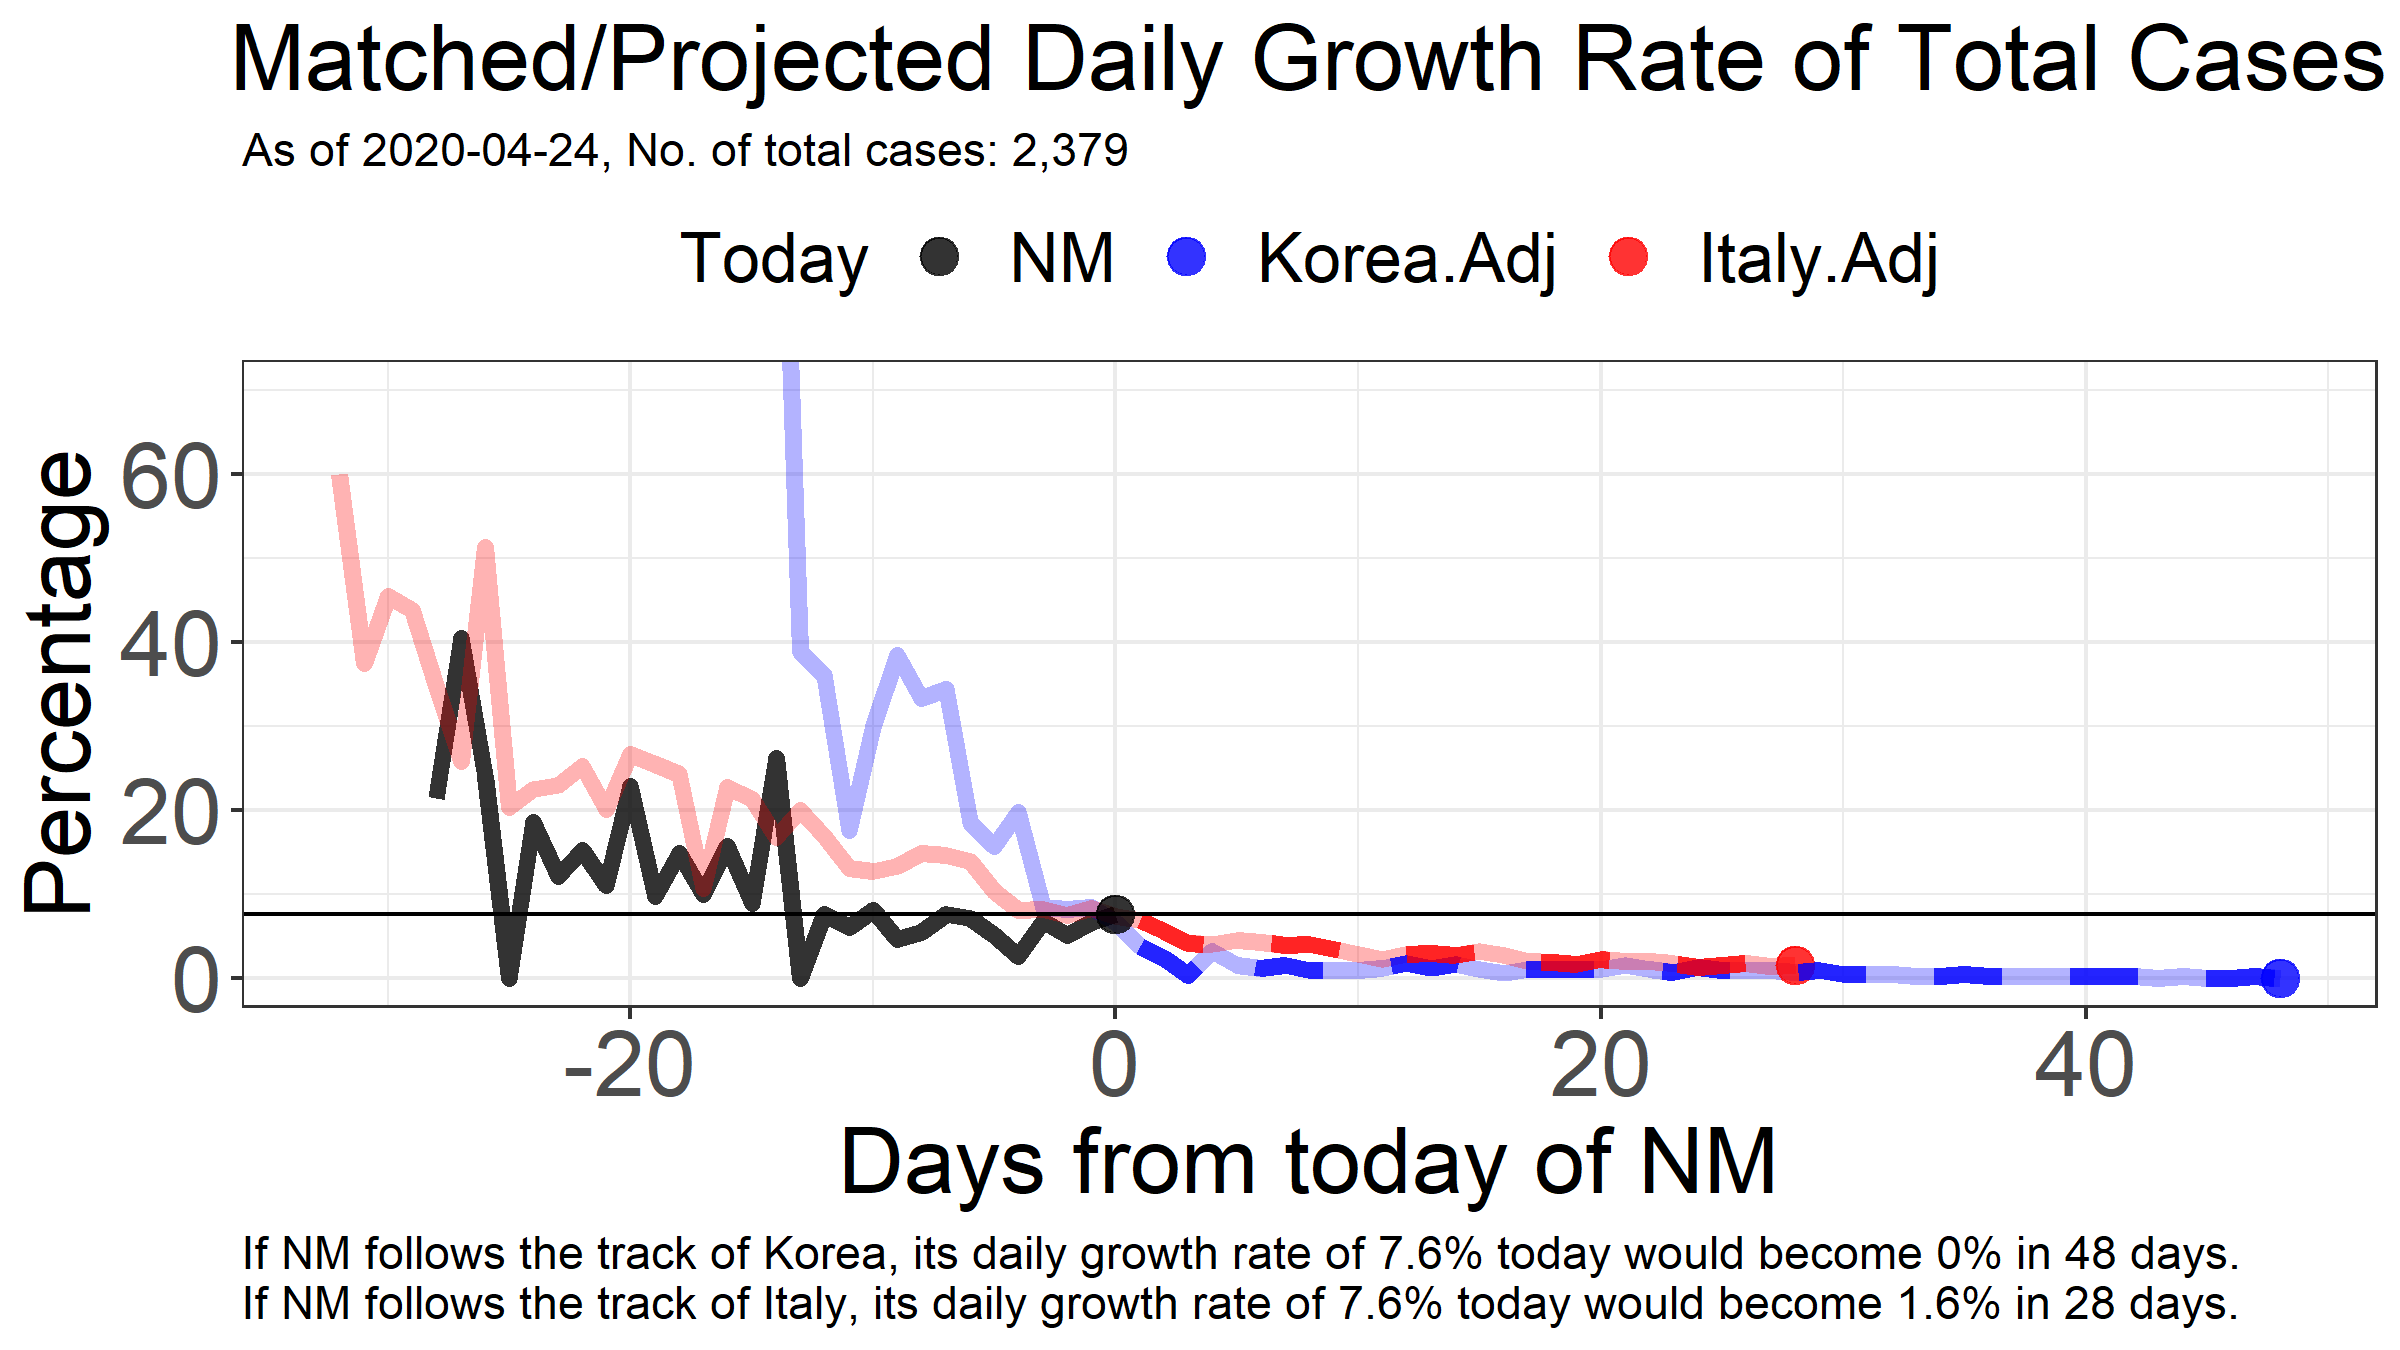 Matched/Projected Daily Growth Rate of Total Cases
As of 2020-04-24, No. of total cases: 2,379
Today NM Korea.Adj Italy.Adj
Percentage
60
40
20
0
-20 0 20 40
Days from today of NM
If NM follows the track of Korea, its daily growth rate of 7.6% today would become 0% in 48 days.
If NM follows the track of Italy, its daily growth rate of 7.6% today would become 1.6% in 28 days.